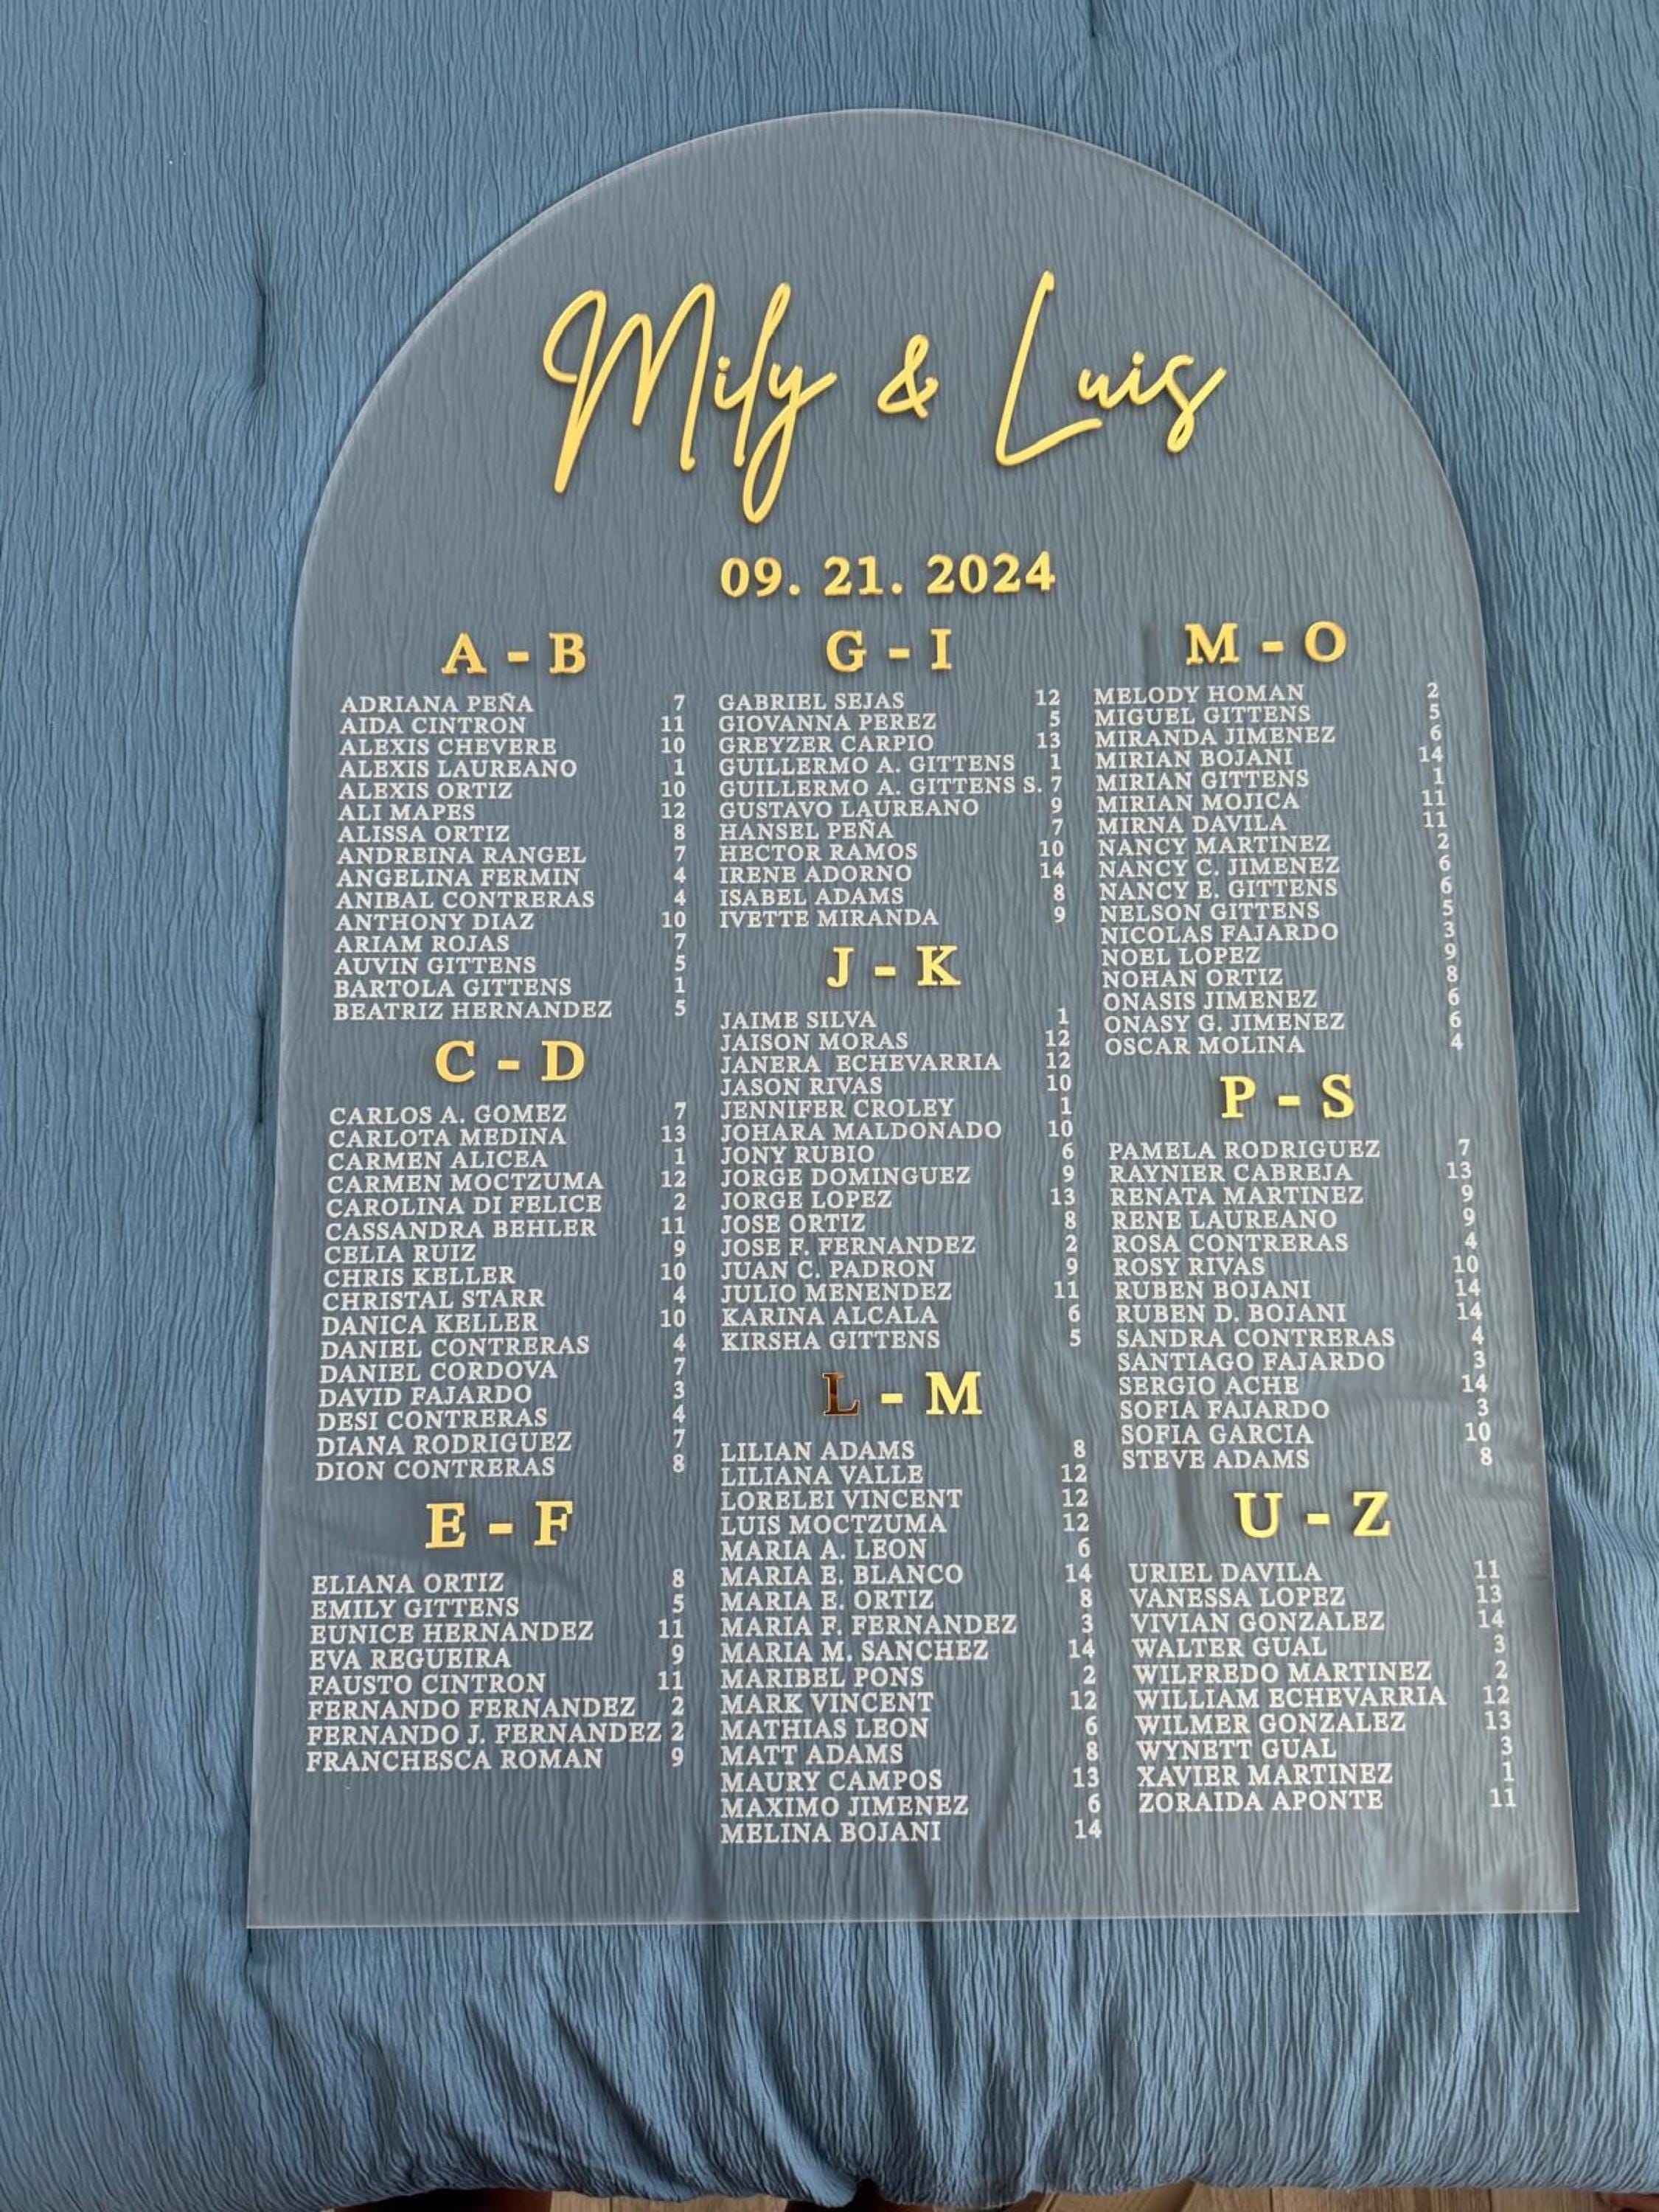 Mily & Luis
09. 21. 2024
A - B
ADRIANA PEÑA 7
AIDA CINTRON 11
ALEXIS CHEVERE 10
ALEXIS LAUREANO 1
ALEXIS ORTIZ 10
ALI MAPES 12
ALISSA ORTIZ 8
ANDREINA RANGEL 7
ANGELINA FERMIN 4
ANIBAL CONTRERAS 4
ANTHONY DIAZ 10
ARIAM ROJAS 7
AUVIN GITTENS 5
BARTOLA GITTENS 1
BEATRIZ HERNANDEZ 5
C - D
CARLOS A. GOMEZ 7
CARLOTA MEDINA 13
CARMEN ALICEA 1
CARMEN MOCTZUMA 12
CAROLINA DI FELICE 2
CASSANDRA BEHLER 11
CELIA RUIZ 9
CHRIS KELLER 10
CHRISTAL STARR 4
DANICA KELLER 10
DANIEL CONTRERAS 4
DANIEL CORDOVA 7
DAVID FAJARDO 3
DESI CONTRERAS 4
DIANA RODRIGUEZ 7
DION CONTRERAS 8
E - F
ELIANA ORTIZ 8
EMILY GITTENS 5
EUNICE HERNANDEZ 11
EVA REGUEIRA 9
FAUSTO CINTRON 11
FERNANDO FERNANDEZ 2
FERNANDO J. FERNANDEZ 2
FRANCHESCA ROMAN 9
G - I
GABRIEL SEJAS 12
GIOVANNA PEREZ 5
GREYZER CARPIO 13
GUILLERMO A. GITTENS 1
GUILLERMO A. GITTENS S. 7
GUSTAVO LAUREANO 9
HANSEL PEÑA 7
HECTOR RAMOS 10
IRENE ADORNO 14
ISABEL ADAMS 8
IVETTE MIRANDA 9
J - K
JAIME SILVA 1
JAISON MORAS 12
JANERA ECHEVARRIA 12
JASON RIVAS 10
JENNIFER CROLEY 1
JOHARA MALDONADO 10
JONY RUBIO 6
JORGE DOMINGUEZ 9
JORGE LOPEZ 13
JOSE ORTIZ 8
JOSE F. FERNANDEZ 2
JUAN C. PADRON 9
JULIO MENENDEZ 11
KARINA ALCALA 6
KIRSHA GITTENS 5
L - M
LILIAN ADAMS 8
LILIANA VALLE 12
LORELEI VINCENT 12
LUIS MOCTZUMA 12
MARIA A. LEON 6
MARIA E. BLANCO 14
MARIA E. ORTIZ 8
MARIA F. FERNANDEZ 3
MARIA M. SANCHEZ 14
MARIBEL PONS 2
MARK VINCENT 12
MATHIAS LEON 6
MATT ADAMS 8
MAURY CAMPOS 13
MAXIMO JIMENEZ 6
MELINA BOJANI 14
M - O
MELODY HOMAN 2
MIGUEL GITTENS 5
MIRANDA JIMENEZ 6
MIRIAN BOJANI 14
MIRIAN GITTENS 1
MIRIAN MOJICA 11
MIRNA DAVILA 11
NANCY MARTINEZ 2
NANCY C. JIMENEZ 6
NANCY E. GITTENS 6
NELSON GITTENS 5
NICOLAS FAJARDO 3
NOEL LOPEZ 9
NOHAN ORTIZ 8
ONASIS JIMENEZ 6
ONASY G. JIMENEZ 6
OSCAR MOLINA 4
P - S
PAMELA RODRIGUEZ 7
RAYNIER CABREJA 13
RENATA MARTINEZ 9
RENE LAUREANO 9
ROSA CONTRERAS 4
ROSY RIVAS 10
RUBEN BOJANI 14
RUBEN D. BOJANI 14
SANDRA CONTRERAS 4
SANTIAGO FAJARDO 3
SERGIO ACHE 14
SOFIA FAJARDO 3
SOFIA GARCIA 10
STEVE ADAMS 8
U - Z
URIEL DAVILA 11
VANESSA LOPEZ 13
VIVIAN GONZALEZ 14
WALTER GUAL 3
WILFREDO MARTINEZ 2
WILLIAM ECHEVARRIA 12
WILMER GONZALEZ 13
WYNETT GUAL 3
XAVIER MARTINEZ 1
ZORAIDA APONTE 11